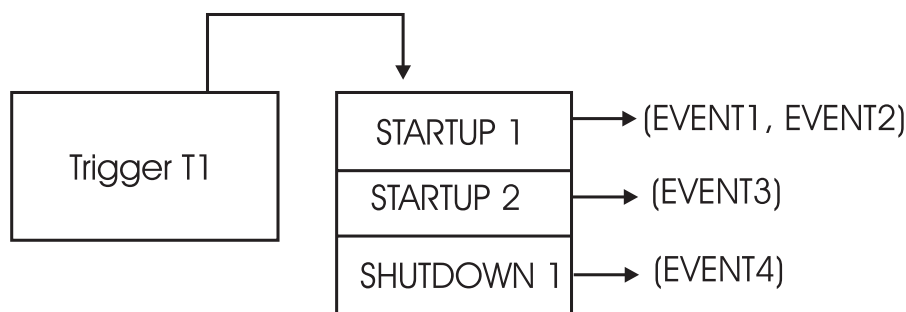 Trigger T1
STARTUP 1
(EVENT1, EVENT2)
STARTUP 2
(EVENT3)
SHUTDOWN 1
(EVENT4)